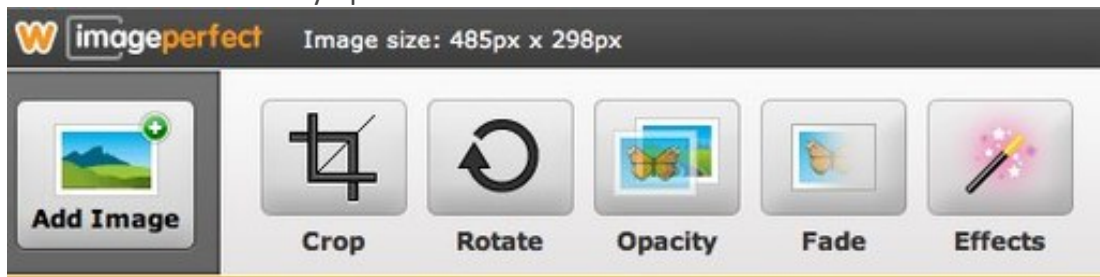 W imageperfect Image size: 485px x 298px
Add Image
Crop Rotate Opacity Fade Effects